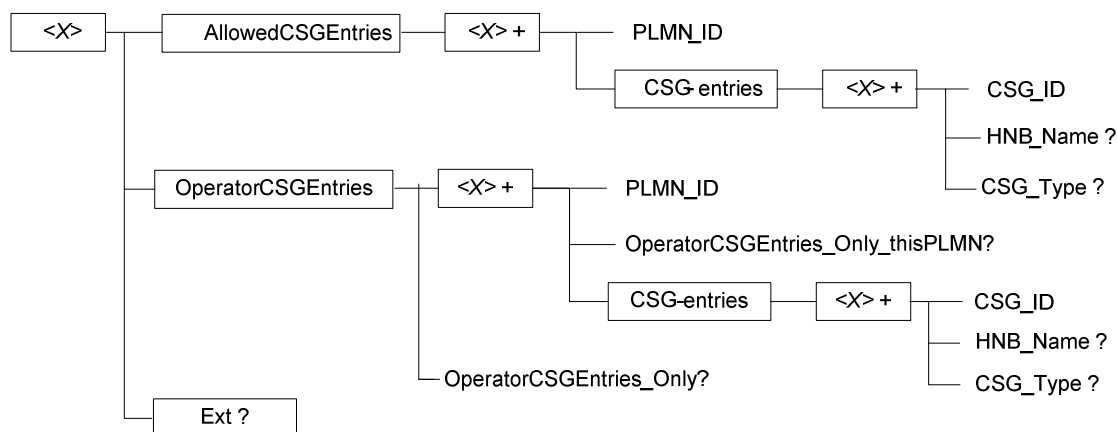 <X>
AllowedCSGEntries
<X> +
PLMN_ID
CSG-entries
<X> +
CSG_ID
HNB_Name ?
CSG_Type ?
OperatorCSGEntries
<X> +
PLMN_ID
OperatorCSGEntries_Only_thisPLMN?
CSG-entries
<X> +
CSG_ID
HNB_Name ?
CSG_Type ?
OperatorCSGEntries_Only?
Ext ?